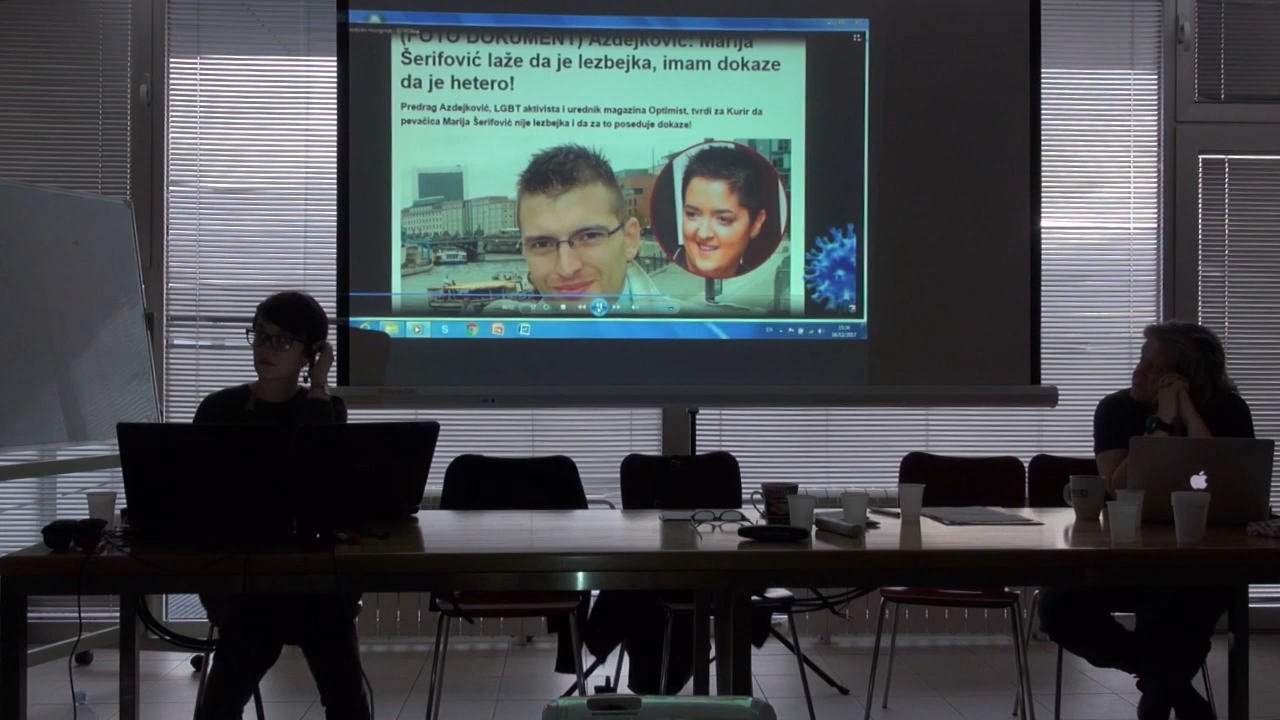 (FOTO DOKUMENT) Azdejković: Marija
Šerifović laže da je lezbejka, imam dokaze
da je hetero!
Predrag Azdejković, LGBT aktivista i urednik magazina Optimist, tvrdi za Kurir da
pevačica Marija Šerifović nije lezbejka i da za to poseduje dokaze!
EN